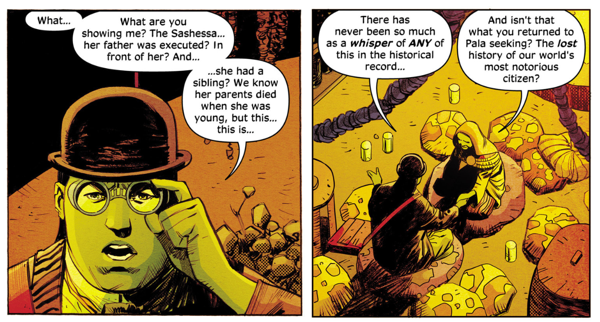 What...
What are you
showing me? The Sashessa...
her father was executed? In
front of her? And...
...she had a
sibling? We know
her parents died
when she was
young, but this...
this is...
There has
never been so much
as a whisper of ANY of
this in the historical
record...
And isn't that
what you returned to
Pala seeking? The lost
history of our world's
most notorious
citizen?